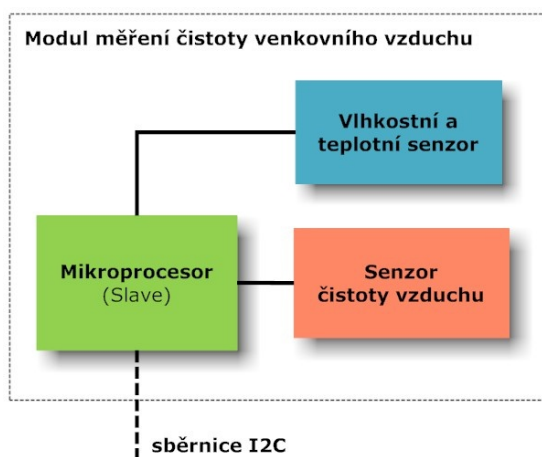 Modul měření čistoty venkovního vzduchu
Vlhkostní a
teplotní senzor
Mikroprocesor
(Slave)
Senzor
čistoty vzduchu
sběrnice I2C